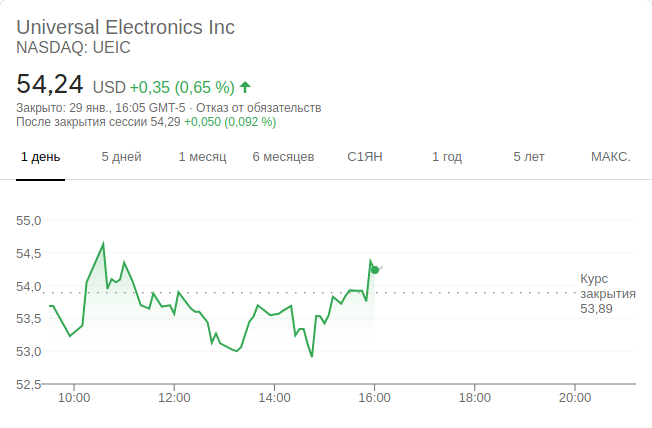 Universal Electronics Inc
NASDAQ: UEIC
54,24 USD +0,35 (0,65 %)
Закрыто: 29 янв., 16:05 GMT-5 · Отказ от обязательств
После закрытия сессии 54,29 +0,050 (0,092 %)
1 день 5 дней 1 месяц 6 месяцев С1ЯН 1 год 5 лет МАКС.
55,0
54,5
54,0
53,5
53,0
52,5
Курс
закрытия
53,89
10:00 12:00 14:00 16:00 18:00 20:00